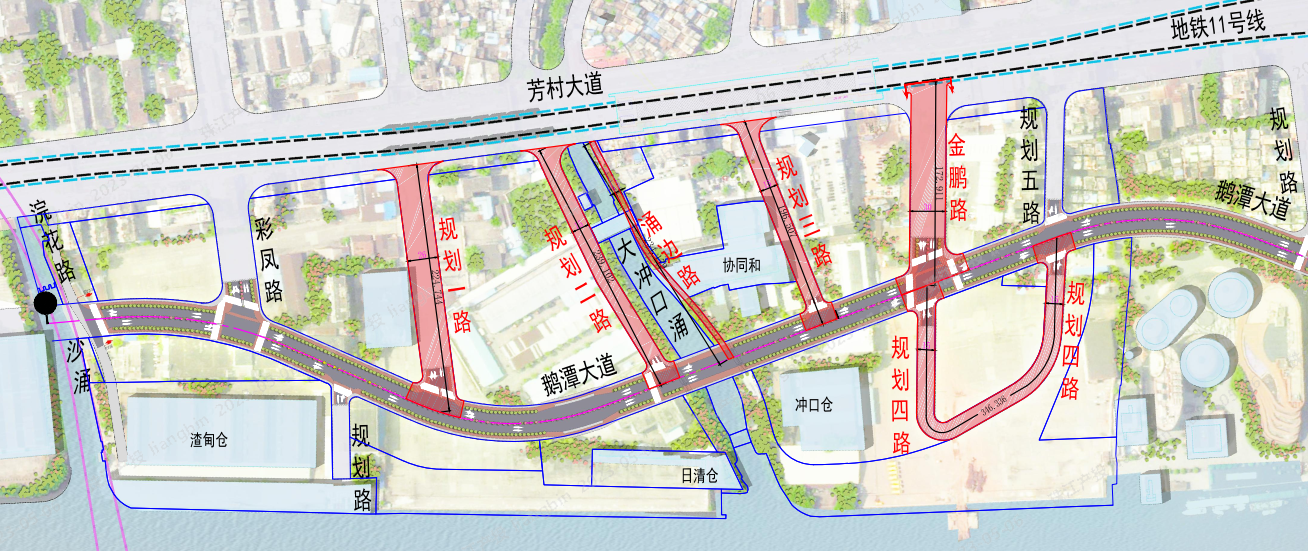 地铁11号线
芳村大道
浣花路
彩凤路
规划一路
规划二路
大冲口涌
涌边路
协同和
规划三路
金鹏路
规划五路
规划路
鹅潭大道
沙涌
鹅潭大道
规划四路
规划四路
冲口仓
渣甸仓
规划路
日清仓
172.911
346.336